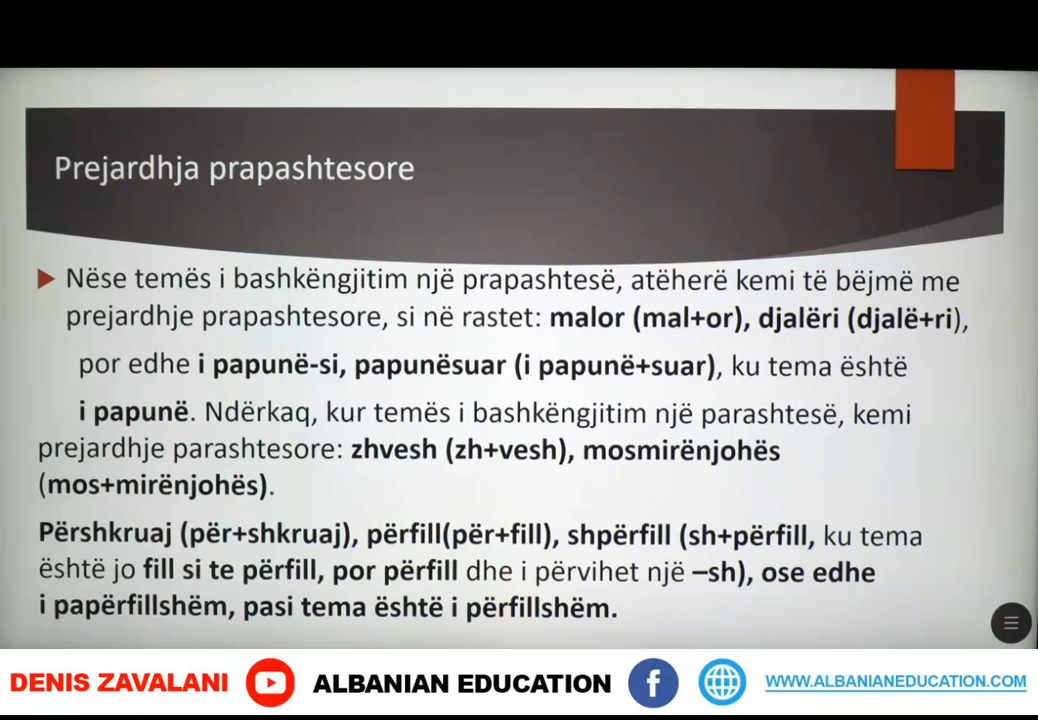 Prejardhja prapashtesore
Nëse temës i bashkëngjitim një prapashtesë, atëherë kemi të bëjmë me
prejardhje prapashtesore, si në rastet: malor (mal+or), djalëri (djalë+ri),
por edhe i papunë-si, papunësuar (i papunë+suar), ku tema është
i papunë. Ndërkaq, kur temës i bashkëngjitim një parashtesë, kemi
prejardhje parashtesore: zhvesh (zh+vesh), mosmirënjohës
(mos+mirënjohës).
Përshkruaj (për+shkruaj), përfill(për+fill), shpërfill (sh+përfill, ku tema
është jo fill si te përfill, por përfill dhe i përvihet një –sh), ose edhe
i papërfillshëm, pasi tema është i përfillshëm.
DENIS ZAVALANI ALBANIAN EDUCATION f WWW.ALBANIANEDUCATION.COM